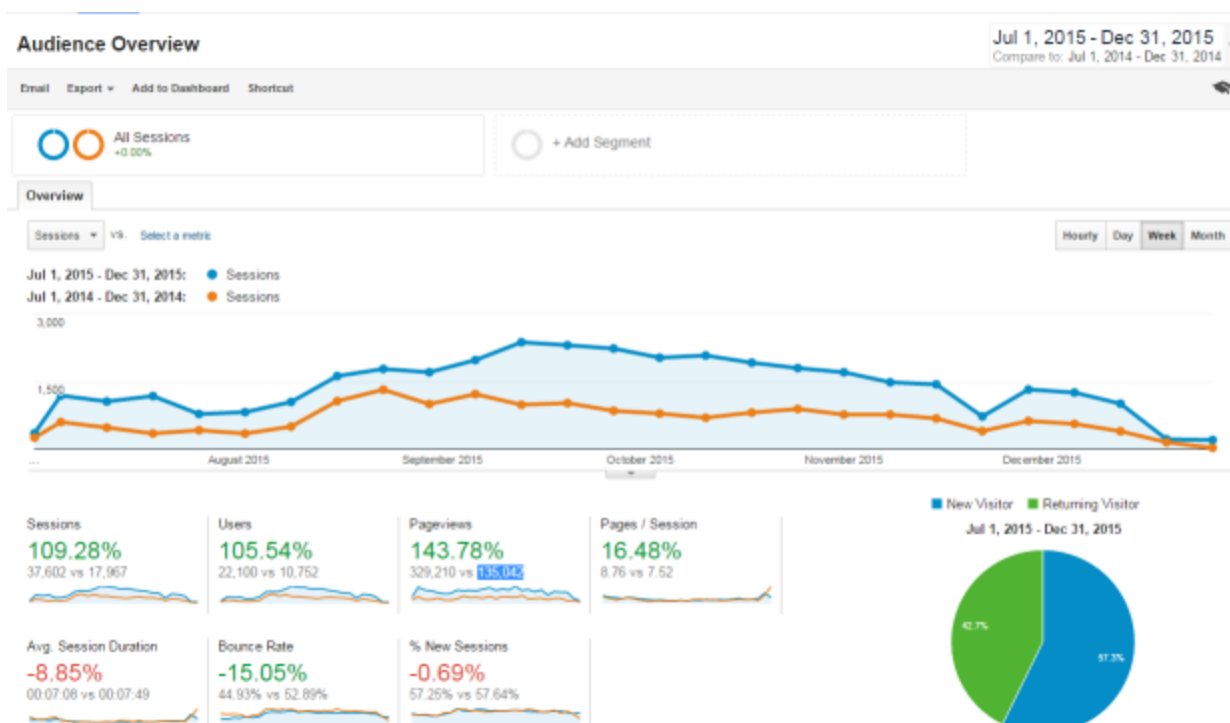 Audience Overview
Jul 1, 2015 - Dec 31, 2015
Compare to: Jul 1, 2014 - Dec 31, 2014
Email Export Add to Dashboard Shortcut
All Sessions
+0.00%
+ Add Segment
Overview
Sessions VS. Select a metric
Hourly Day Week Month
Jul 1, 2015 - Dec 31, 2015: Sessions
Jul 1, 2014 - Dec 31, 2014: Sessions
3,000
1,500
... August 2015 September 2015 October 2015 November 2015 December 2015
New Visitor Returning Visitor
Jul 1, 2015 - Dec 31, 2015
42.7%
57.3%
Sessions
109.28%
37,602 vs 17,967
Users
105.54%
22,100 vs 10,752
Pageviews
143.78%
329,210 vs 135,042
Pages / Session
16.48%
8.76 vs 7.52
Avg. Session Duration
-8.85%
00:07:08 vs 00:07:49
Bounce Rate
-15.05%
44.93% vs 52.89%
% New Sessions
-0.69%
57.25% vs 57.64%